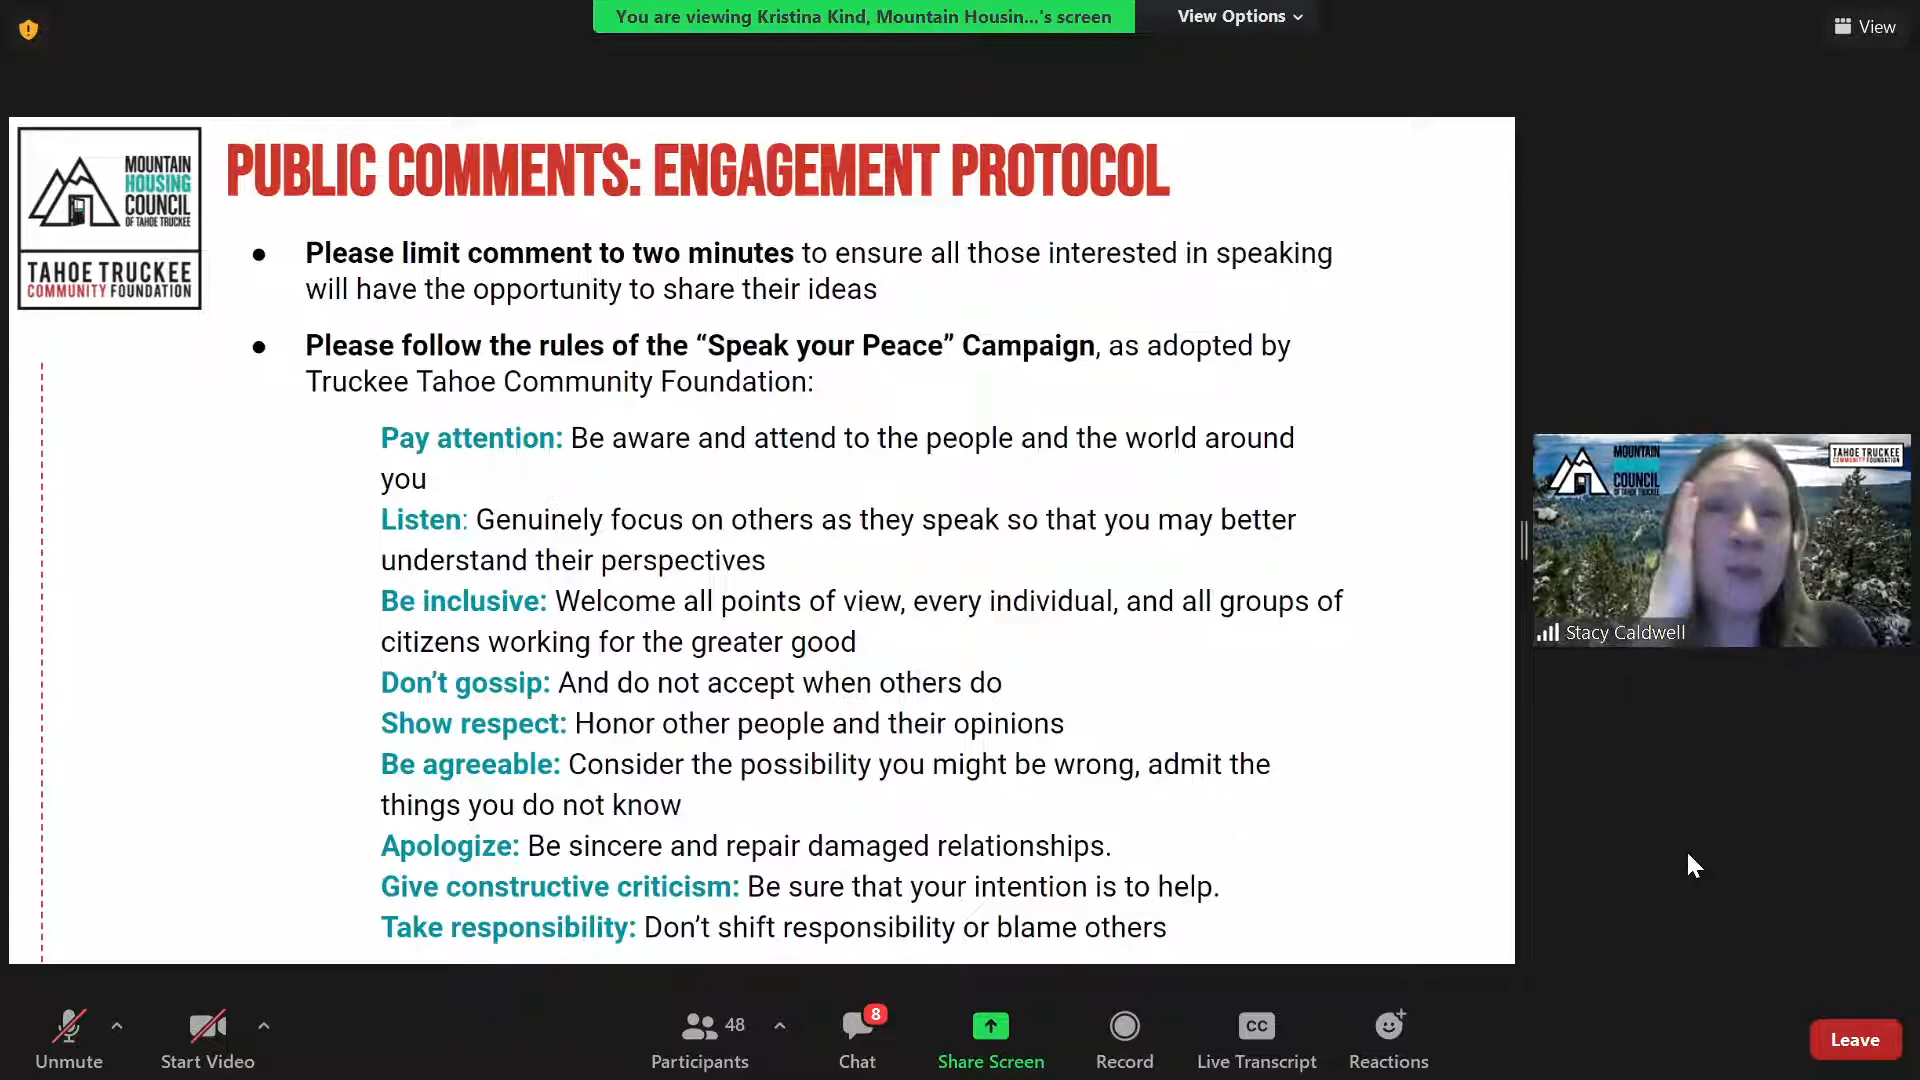 You are viewing Kristina Kind, Mountain Housin...'s screen
View Options
View
MOUNTAIN
HOUSING
COUNCIL
OF TAHOE TRUCKEE
TAHOE TRUCKEE
COMMUNITY FOUNDATION
PUBLIC COMMENTS: ENGAGEMENT PROTOCOL
● Please limit comment to two minutes to ensure all those interested in speaking
will have the opportunity to share their ideas
● Please follow the rules of the “Speak your Peace” Campaign, as adopted by
Truckee Tahoe Community Foundation:
Pay attention: Be aware and attend to the people and the world around
you
Listen: Genuinely focus on others as they speak so that you may better
understand their perspectives
Be inclusive: Welcome all points of view, every individual, and all groups of
citizens working for the greater good
Don’t gossip: And do not accept when others do
Show respect: Honor other people and their opinions
Be agreeable: Consider the possibility you might be wrong, admit the
things you do not know
Apologize: Be sincere and repair damaged relationships.
Give constructive criticism: Be sure that your intention is to help.
Take responsibility: Don’t shift responsibility or blame others
MOUNTAIN
COUNCIL
OF TAHOE TRUCKEE
TAHOE TRUCKEE
COMMUNITY FOUNDATION
Stacy Caldwell
Unmute
Start Video
48
Participants
8
Chat
Share Screen
Record
CC
Live Transcript
Reactions
Leave